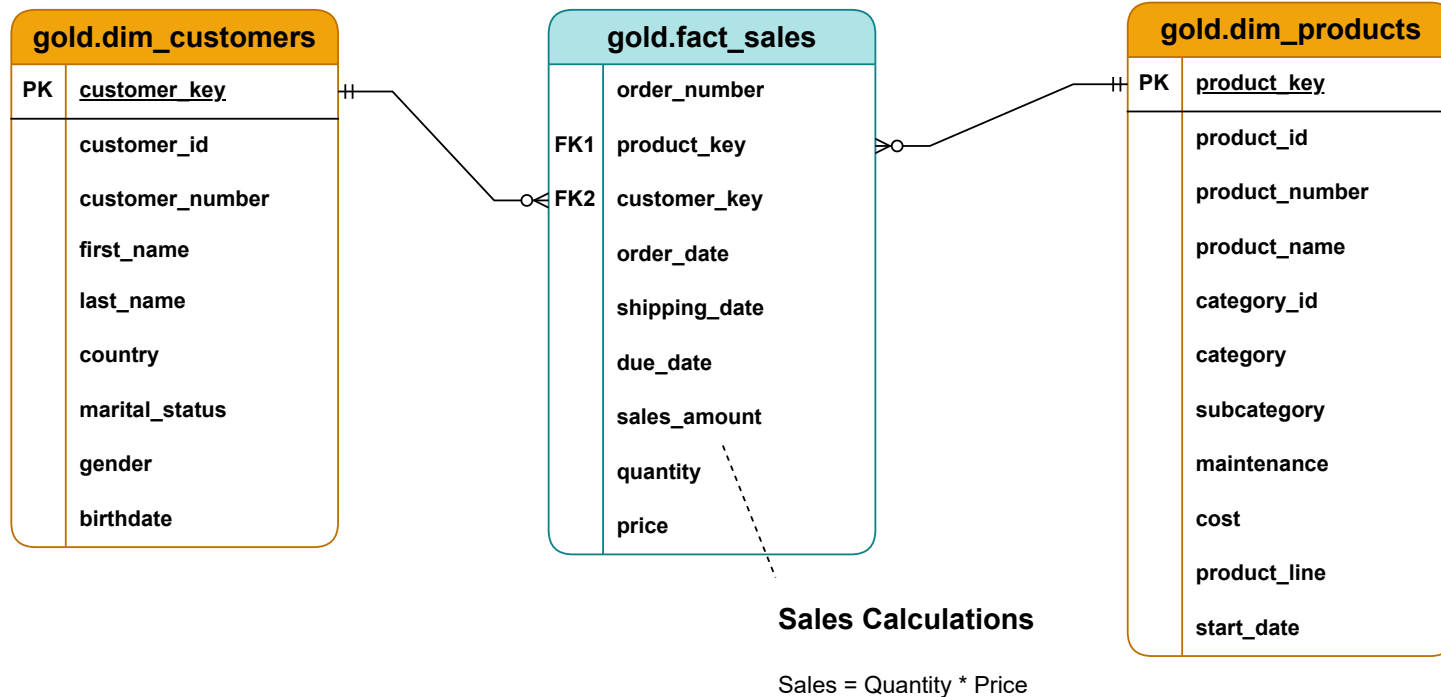 gold.dim_customers
PK customer_key
customer_id
customer_number
first_name
last_name
country
marital_status
gender
birthdate
gold.fact_sales
order_number
FK1 product_key
FK2 customer_key
order_date
shipping_date
due_date
sales_amount
quantity
price
Sales Calculations
Sales = Quantity * Price
gold.dim_products
PK product_key
product_id
product_number
product_name
category_id
category
subcategory
maintenance
cost
product_line
start_date